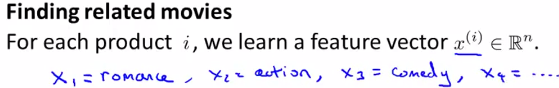 Finding related movies
For each product i, we learn a feature vector x^{(i)} ∈ ℝ^n.
x₁ = romance, x₂ = action, x₃ = comedy, x₄ = ....